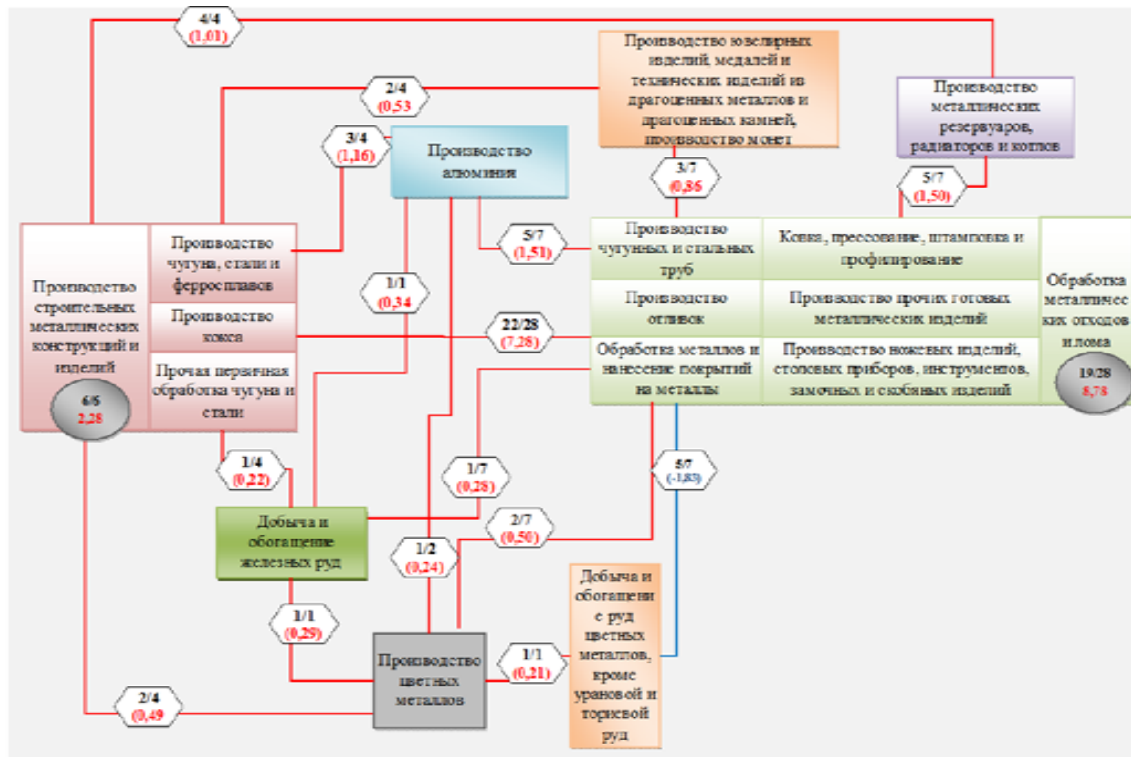 4/4
(1,01)
Производство ювелирных
изделий, медалей и
технических изделий из
драгоценных металлов и
драгоценных камней,
производство монет
2/4
(0,53
Производство
металлических
резервуаров,
радиаторов и котлов
3/4
(1,16)
Производство
алюминия
3/7
(0,86
5/7
(1,50)
Производство
строительных
металлических
конструкций и
изделий
6/6
2,28
Производство
чугуна, стали и
ферросплавов
Производство
кокса
Прочая первичная
обработка чугуна и
стали
1/1
(0,34
5/7
(1,51)
22/28
(7,28)
Производство
чугунных и стальных
труб
Ковка, прессование, штамповка и
профилирование
Производство
отливок
Производство прочих готовых
металлических изделий
Обработка металлов и
нанесение покрытий
на металлы
Производство ножевых изделий,
столовых приборов, инструментов,
замочных и скобяных изделий
Обработка
металличес
ких отходов
и лома
19/28
8,78
1/4
(0,22)
1/7
(0,28)
5/7
(-1,83)
Добыча и
обогащение
железных руд
2/7
(0,50)
1/2
(0,24)
1/1
(0,29)
Производство
цветных
металлов
1/1
(0,21)
Добыча и
обогащени
е руд
цветных
металлов,
кроме
урановой и
ториевой
руд
2/4
(0,49